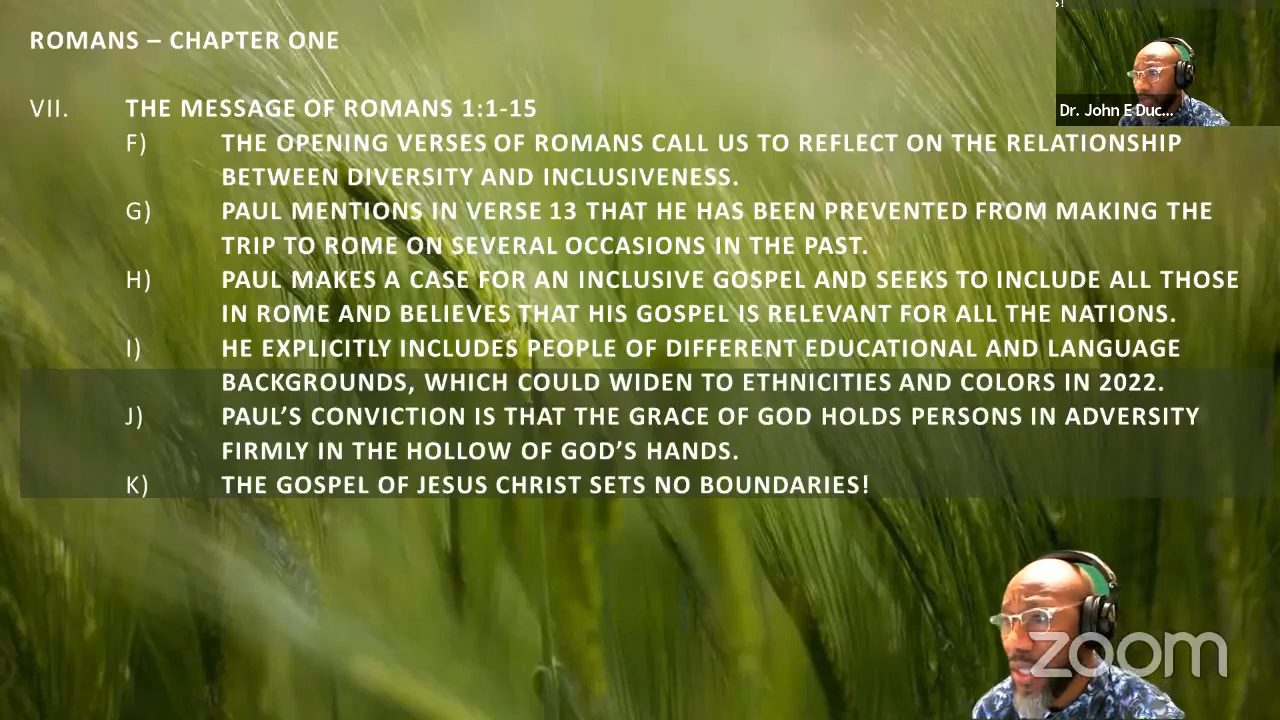 ROMANS – CHAPTER ONE
VII. THE MESSAGE OF ROMANS 1:1-15
F) THE OPENING VERSES OF ROMANS CALL US TO REFLECT ON THE RELATIONSHIP
BETWEEN DIVERSITY AND INCLUSIVENESS.
G) PAUL MENTIONS IN VERSE 13 THAT HE HAS BEEN PREVENTED FROM MAKING THE
TRIP TO ROME ON SEVERAL OCCASIONS IN THE PAST.
H) PAUL MAKES A CASE FOR AN INCLUSIVE GOSPEL AND SEEKS TO INCLUDE ALL THOSE
IN ROME AND BELIEVES THAT HIS GOSPEL IS RELEVANT FOR ALL THE NATIONS.
I) HE EXPLICITLY INCLUDES PEOPLE OF DIFFERENT EDUCATIONAL AND LANGUAGE
BACKGROUNDS, WHICH COULD WIDEN TO ETHNICITIES AND COLORS IN 2022.
J) PAUL'S CONVICTION IS THAT THE GRACE OF GOD HOLDS PERSONS IN ADVERSITY
FIRMLY IN THE HOLLOW OF GOD'S HANDS.
K) THE GOSPEL OF JESUS CHRIST SETS NO BOUNDARIES!
Dr. John E Duc...
zoom